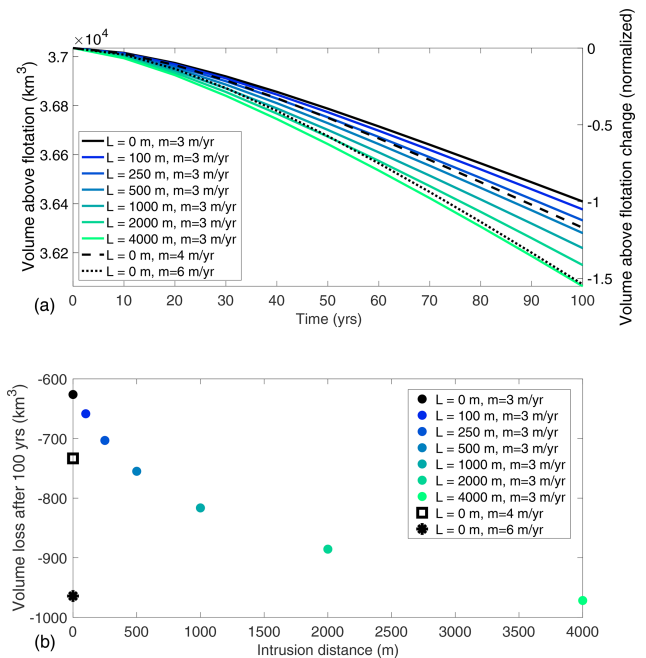 ×10⁴
3.7
3.68
3.66
3.64
3.62
Volume above flotation (km³)
0
-0.5
-1
-1.5
Volume above flotation change (normalized)
L = 0 m, m=3 m/yr
L = 100 m, m=3 m/yr
L = 250 m, m=3 m/yr
L = 500 m, m=3 m/yr
L = 1000 m, m=3 m/yr
L = 2000 m, m=3 m/yr
L = 4000 m, m=3 m/yr
L = 0 m, m=4 m/yr
L = 0 m, m=6 m/yr
0 10 20 30 40 50 60 70 80 90 100
(a)
Time (yrs)
-600
-700
-800
-900
-1000
Volume loss after 100 yrs (km³)
L = 0 m, m=3 m/yr
L = 100 m, m=3 m/yr
L = 250 m, m=3 m/yr
L = 500 m, m=3 m/yr
L = 1000 m, m=3 m/yr
L = 2000 m, m=3 m/yr
L = 4000 m, m=3 m/yr
L = 0 m, m=4 m/yr
L = 0 m, m=6 m/yr
0 500 1000 1500 2000 2500 3000 3500 4000
(b)
Intrusion distance (m)